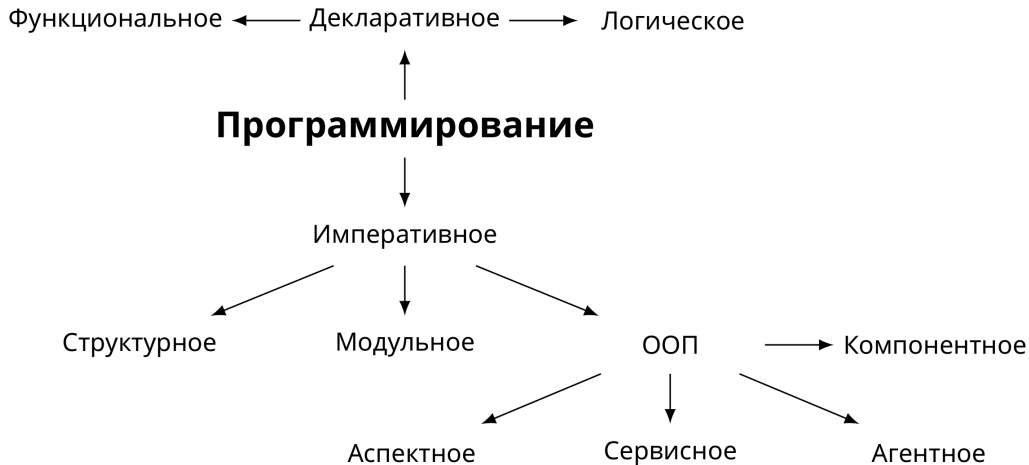 Функциональное Декларативное Логическое
Программирование
Императивное
Структурное Модульное ООП Компонентное
Аспектное Сервисное Агентное